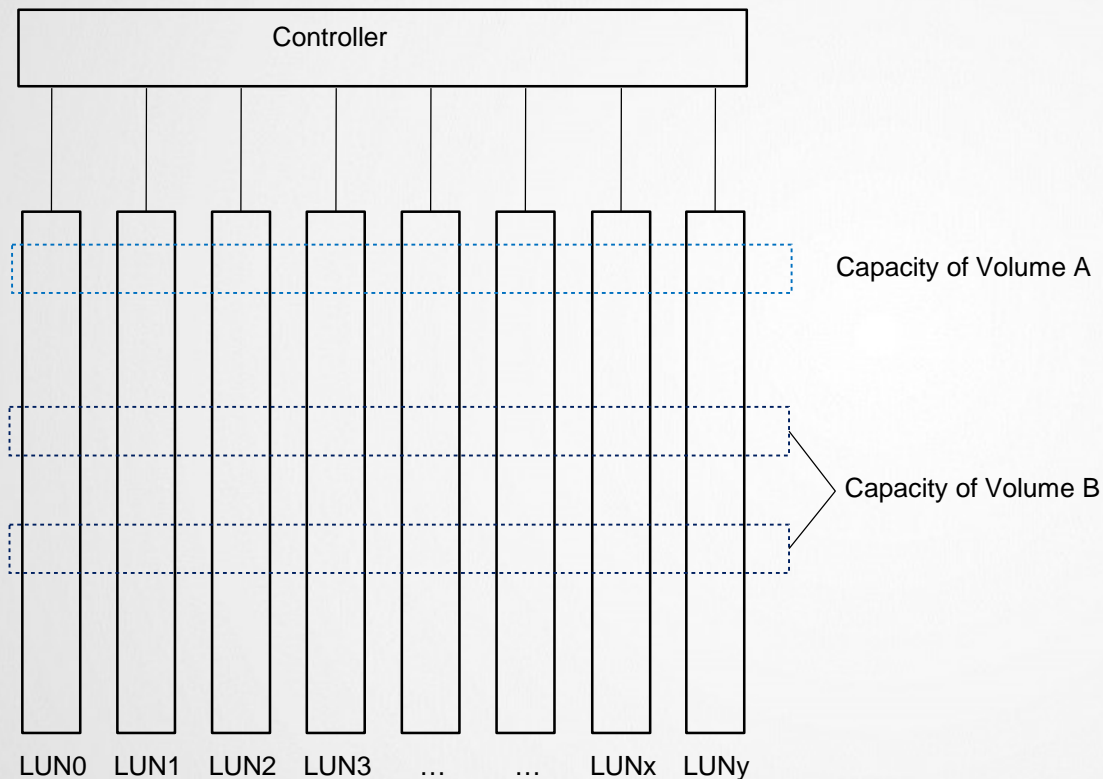 Controller
Capacity of Volume A
Capacity of Volume B
LUN0 LUN1 LUN2 LUN3 … … LUNx LUNy